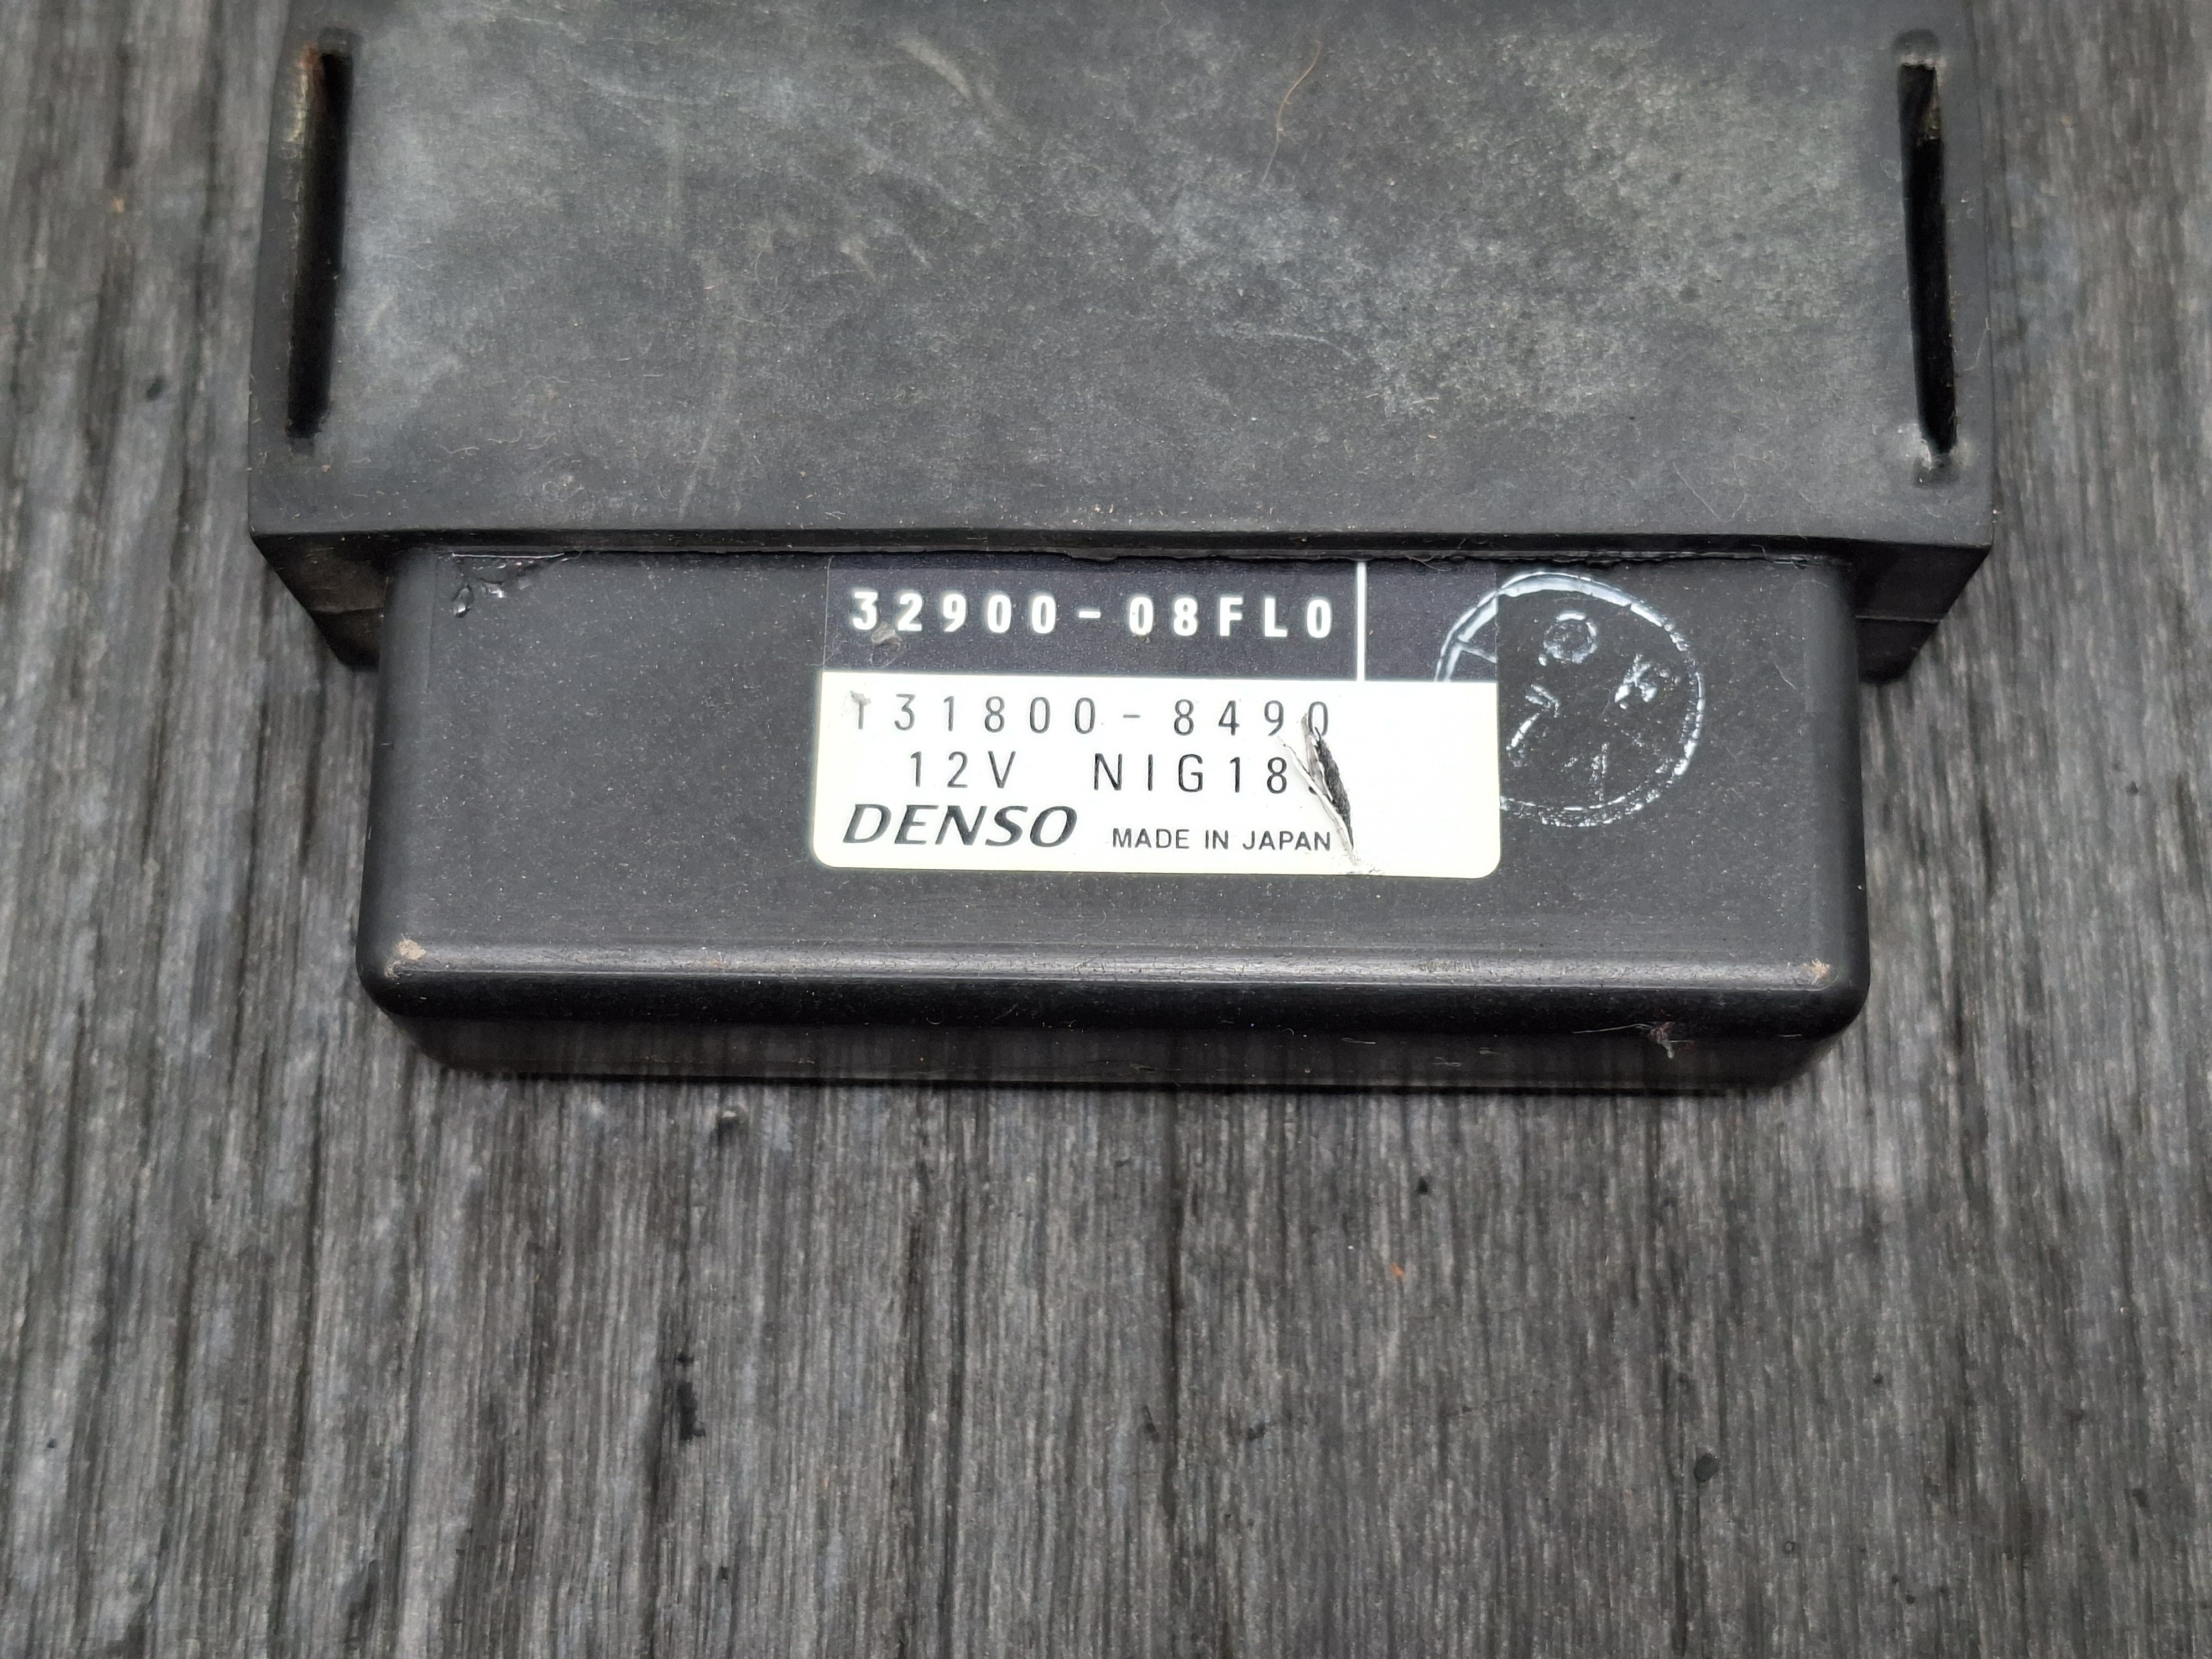 32900-08FL0
131800-8490
12V NIG18
DENSO MADE IN JAPAN